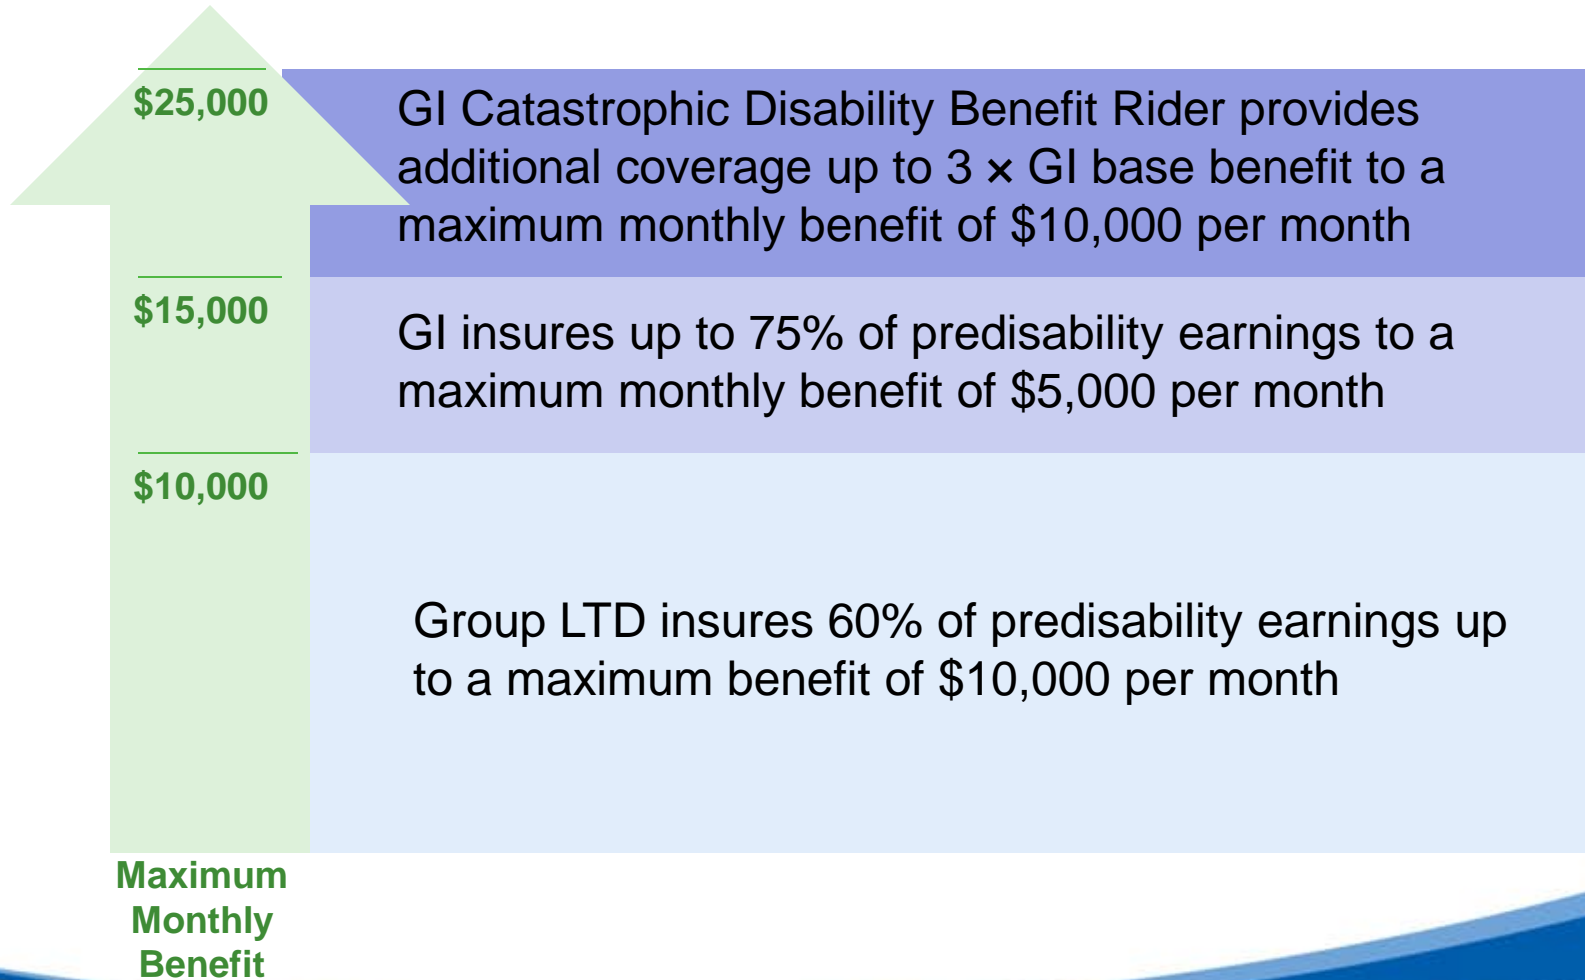 $25,000
GI Catastrophic Disability Benefit Rider provides
additional coverage up to 3 × GI base benefit to a
maximum monthly benefit of $10,000 per month
$15,000
GI insures up to 75% of predisability earnings to a
maximum monthly benefit of $5,000 per month
$10,000
Group LTD insures 60% of predisability earnings up
to a maximum benefit of $10,000 per month
Maximum
Monthly
Benefit